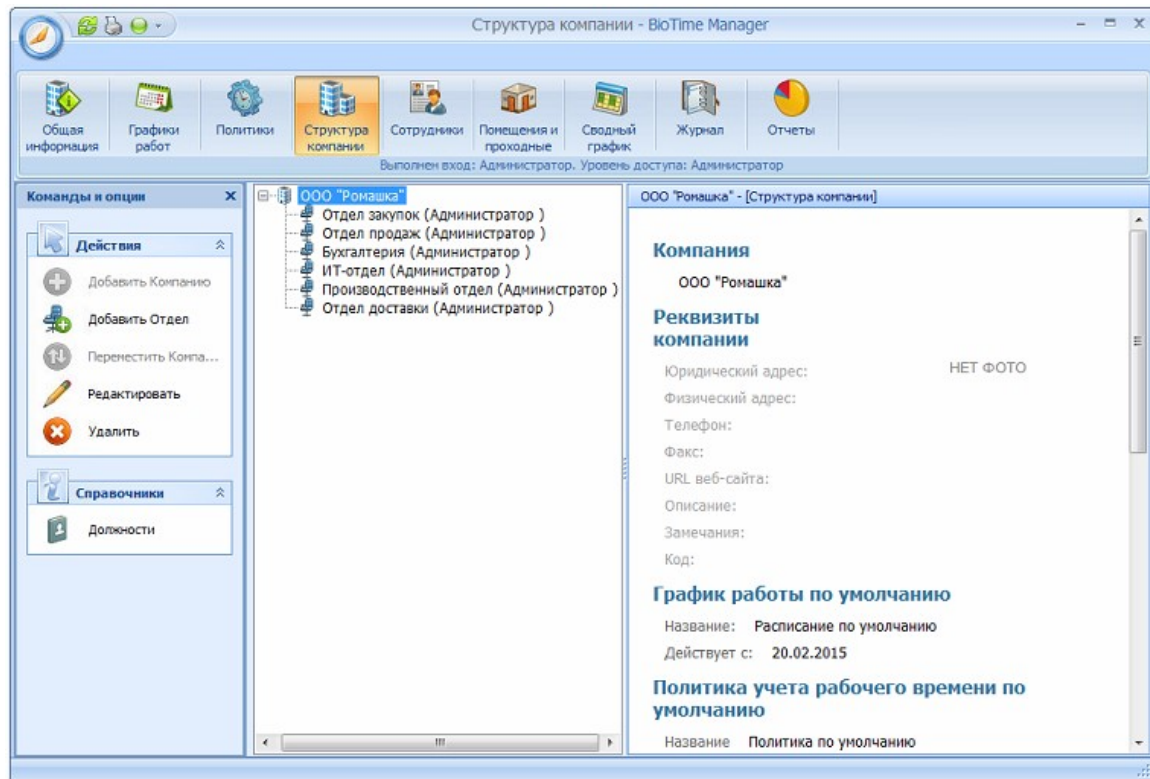 Структура компании - BioTime Manager
Общая информация
Графики работ
Политики
Структура компании
Сотрудники
Помещения и проходные
Сводный график
Журнал
Отчеты
Выполнен вход: Администратор. Уровень доступа: Администратор
Команды и опции
Действия
Добавить Компанию
Добавить Отдел
Переместить Компа...
Редактировать
Удалить
Справочники
Должности
ООО "Ромашка"
Отдел закупок (Администратор )
Отдел продаж (Администратор )
Бухгалтерия (Администратор )
ИТ-отдел (Администратор )
Производственный отдел (Администратор )
Отдел доставки (Администратор )
ООО "Ромашка" - [Структура компании]
Компания
ООО "Ромашка"
Реквизиты
компании
Юридический адрес:
НЕТ ФОТО
Физический адрес:
Телефон:
Факс:
URL веб-сайта:
Описание:
Замечания:
Код:
График работы по умолчанию
Название: Расписание по умолчанию
Действует с: 20.02.2015
Политика учета рабочего времени по
умолчанию
Название Политика по умолчанию